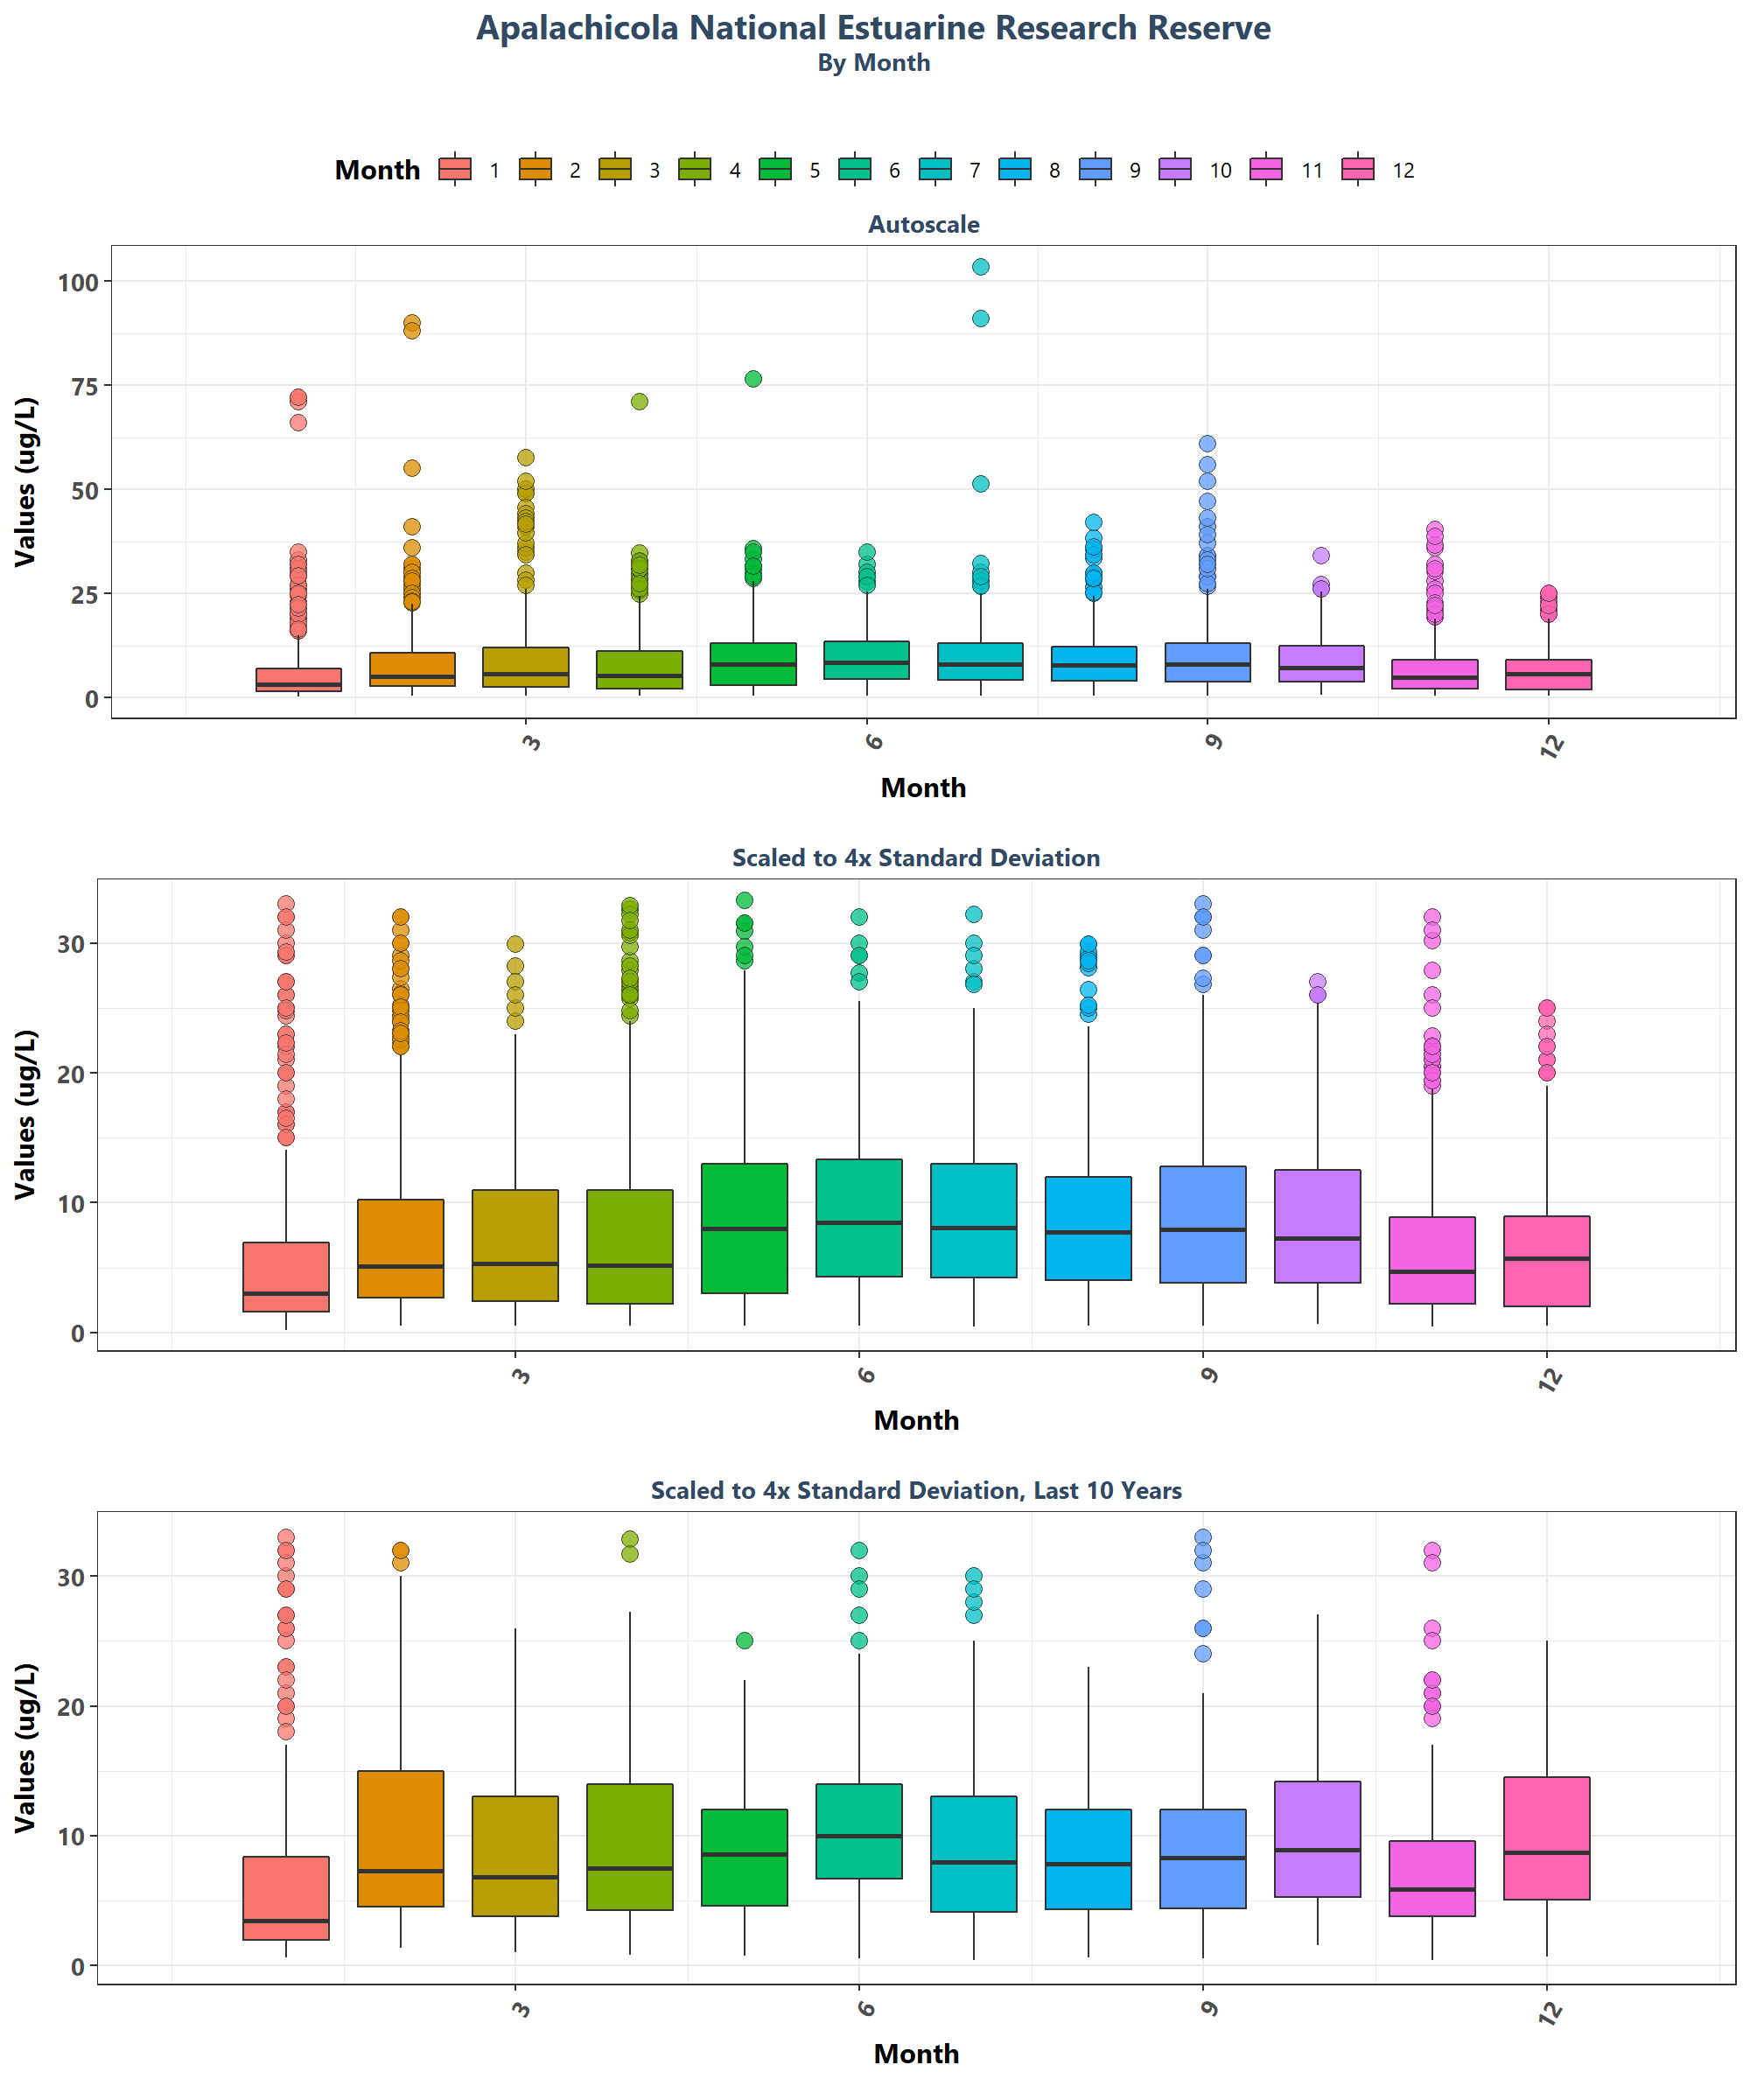 Apalachicola National Estuarine Research Reserve
By Month
Month 1 2 3 4 5 6 7 8 9 10 11 12
Autoscale
Values (ug/L)
100
75
50
25
0
3 6 9 12
Month
Scaled to 4x Standard Deviation
Values (ug/L)
30
20
10
0
3 6 9 12
Month
Scaled to 4x Standard Deviation, Last 10 Years
Values (ug/L)
30
20
10
0
3 6 9 12
Month